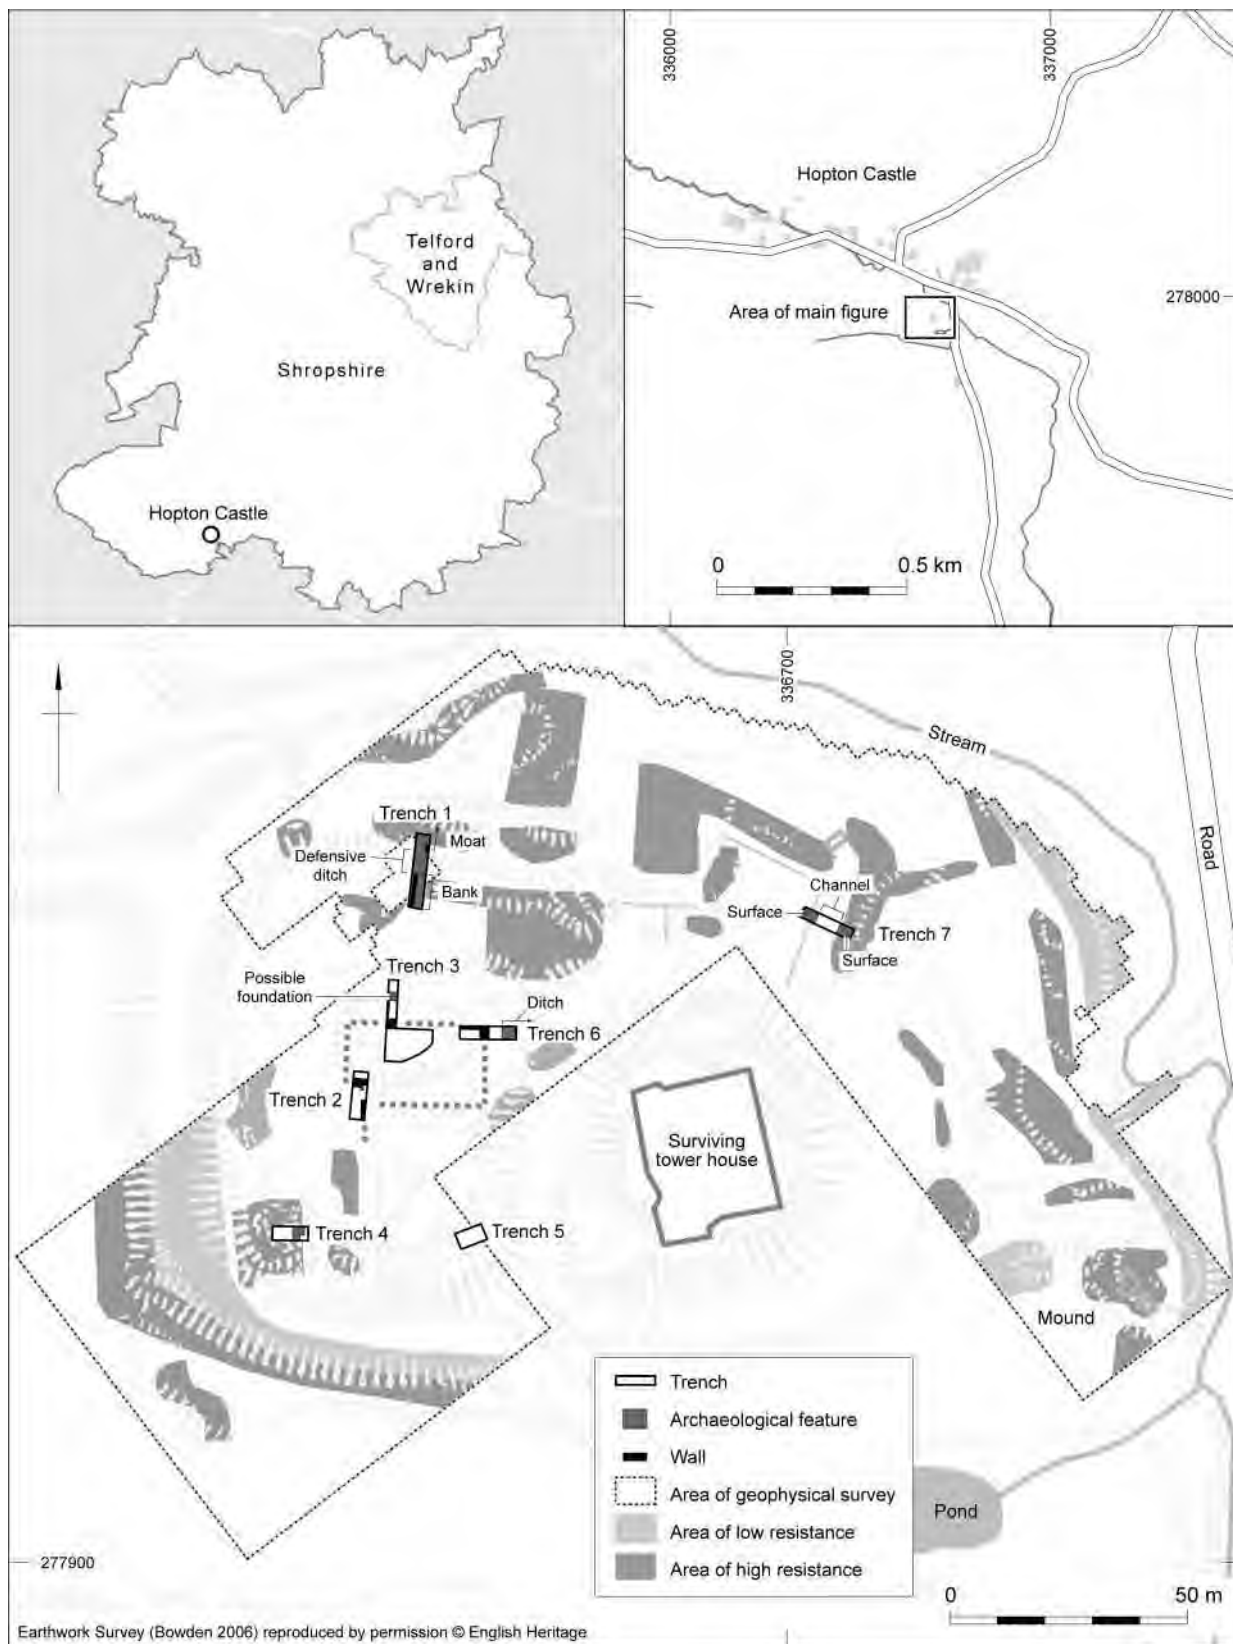 Telford
and
Wrekin
Shropshire
Hopton Castle
336000
337000
Hopton Castle
Area of main figure
278000
0
0.5 km
336700
Stream
Road
Trench 1
Moat
Defensive
ditch
Bank
Channel
Surface
Trench 7
Surface
Trench 3
Possible
foundation
Ditch
Trench 6
Trench 2
Surviving
tower house
Trench 4
Trench 5
Mound
Trench
Archaeological feature
Wall
Area of geophysical survey
Area of low resistance
Area of high resistance
Pond
277900
0
50 m
Earthwork Survey (Bowden 2006) reproduced by permission © English Heritage